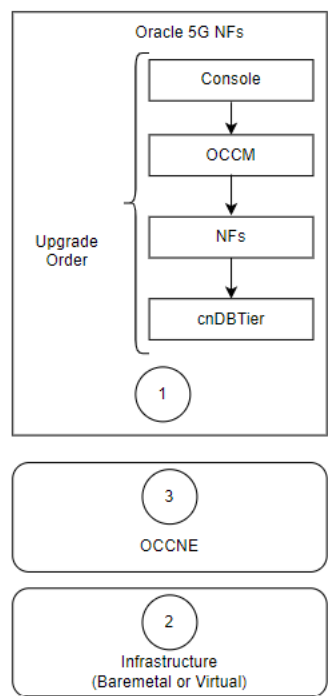 Oracle 5G NFs
Console
OCCM
Upgrade
Order
NFs
cnDBTier
1
3
OCCNE
2
Infrastructure
(Baremetal or Virtual)